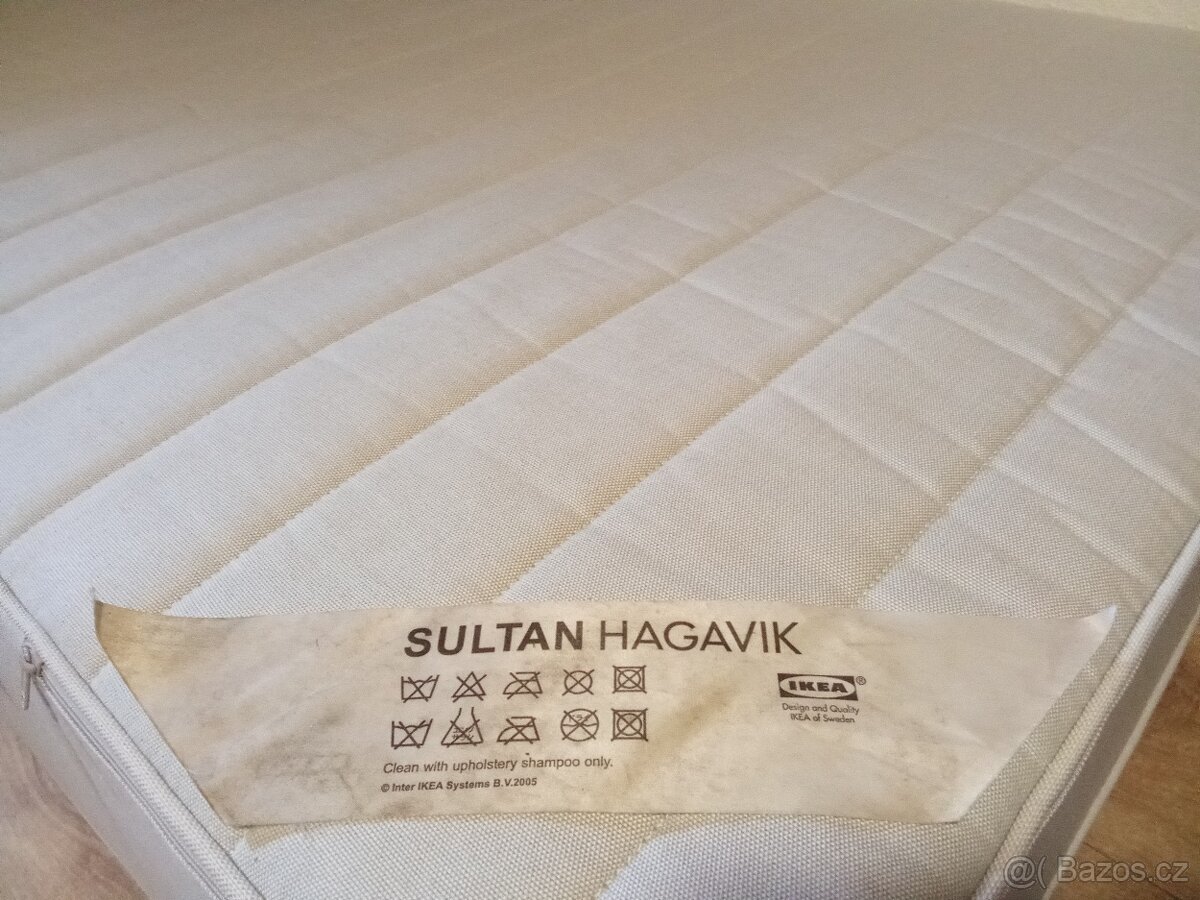 SULTAN HAGAVIK
IKEA®
Design and Quality
IKEA of Sweden
Clean with upholstery shampoo only.
© Inter IKEA Systems B.V.2005
@( Bazos.cz